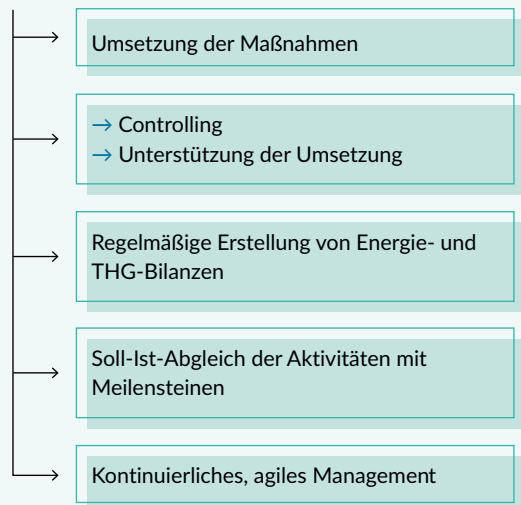 Umsetzung der Maßnahmen
→ Controlling
→ Unterstützung der Umsetzung
Regelmäßige Erstellung von Energie- und
THG-Bilanzen
Soll-Ist-Abgleich der Aktivitäten mit
Meilensteinen
Kontinuierliches, agiles Management